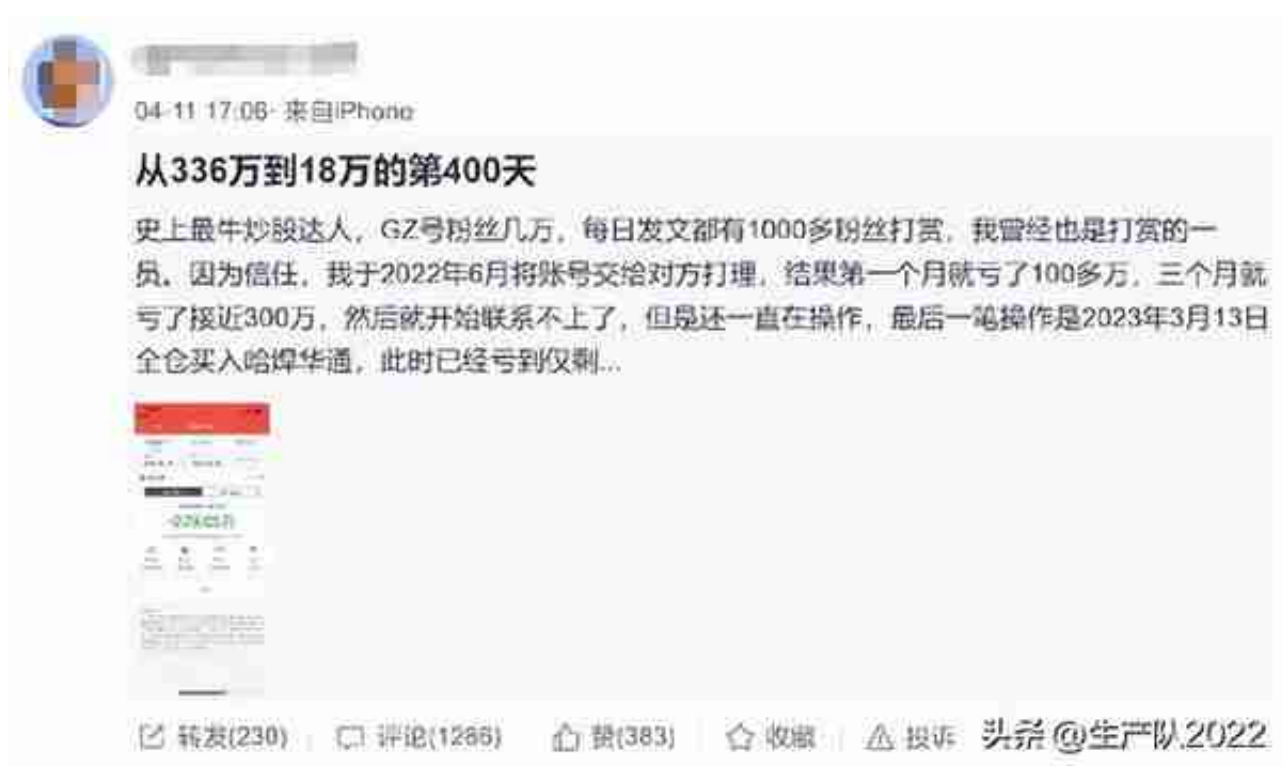 04-11 17:06· 来自iPhone
从336万到18万的第400天
史上最牛炒股达人，GZ号粉丝几万，每日发文都有1000多粉丝打赏，我曾经也是打赏的一
员。因为信任，我于2022年6月将账号交给对方打理，结果第一个月就亏了100多万，三个月就
亏了接近300万，然后就开始联系不上了，但是还一直在操作，最后一笔操作是2023年3月13日
全仓买入哈焊华通，此时已经亏到仅剩...
转发(230) 评论(1266) 赞(383) 收藏 投诉
头条 @生产队2022